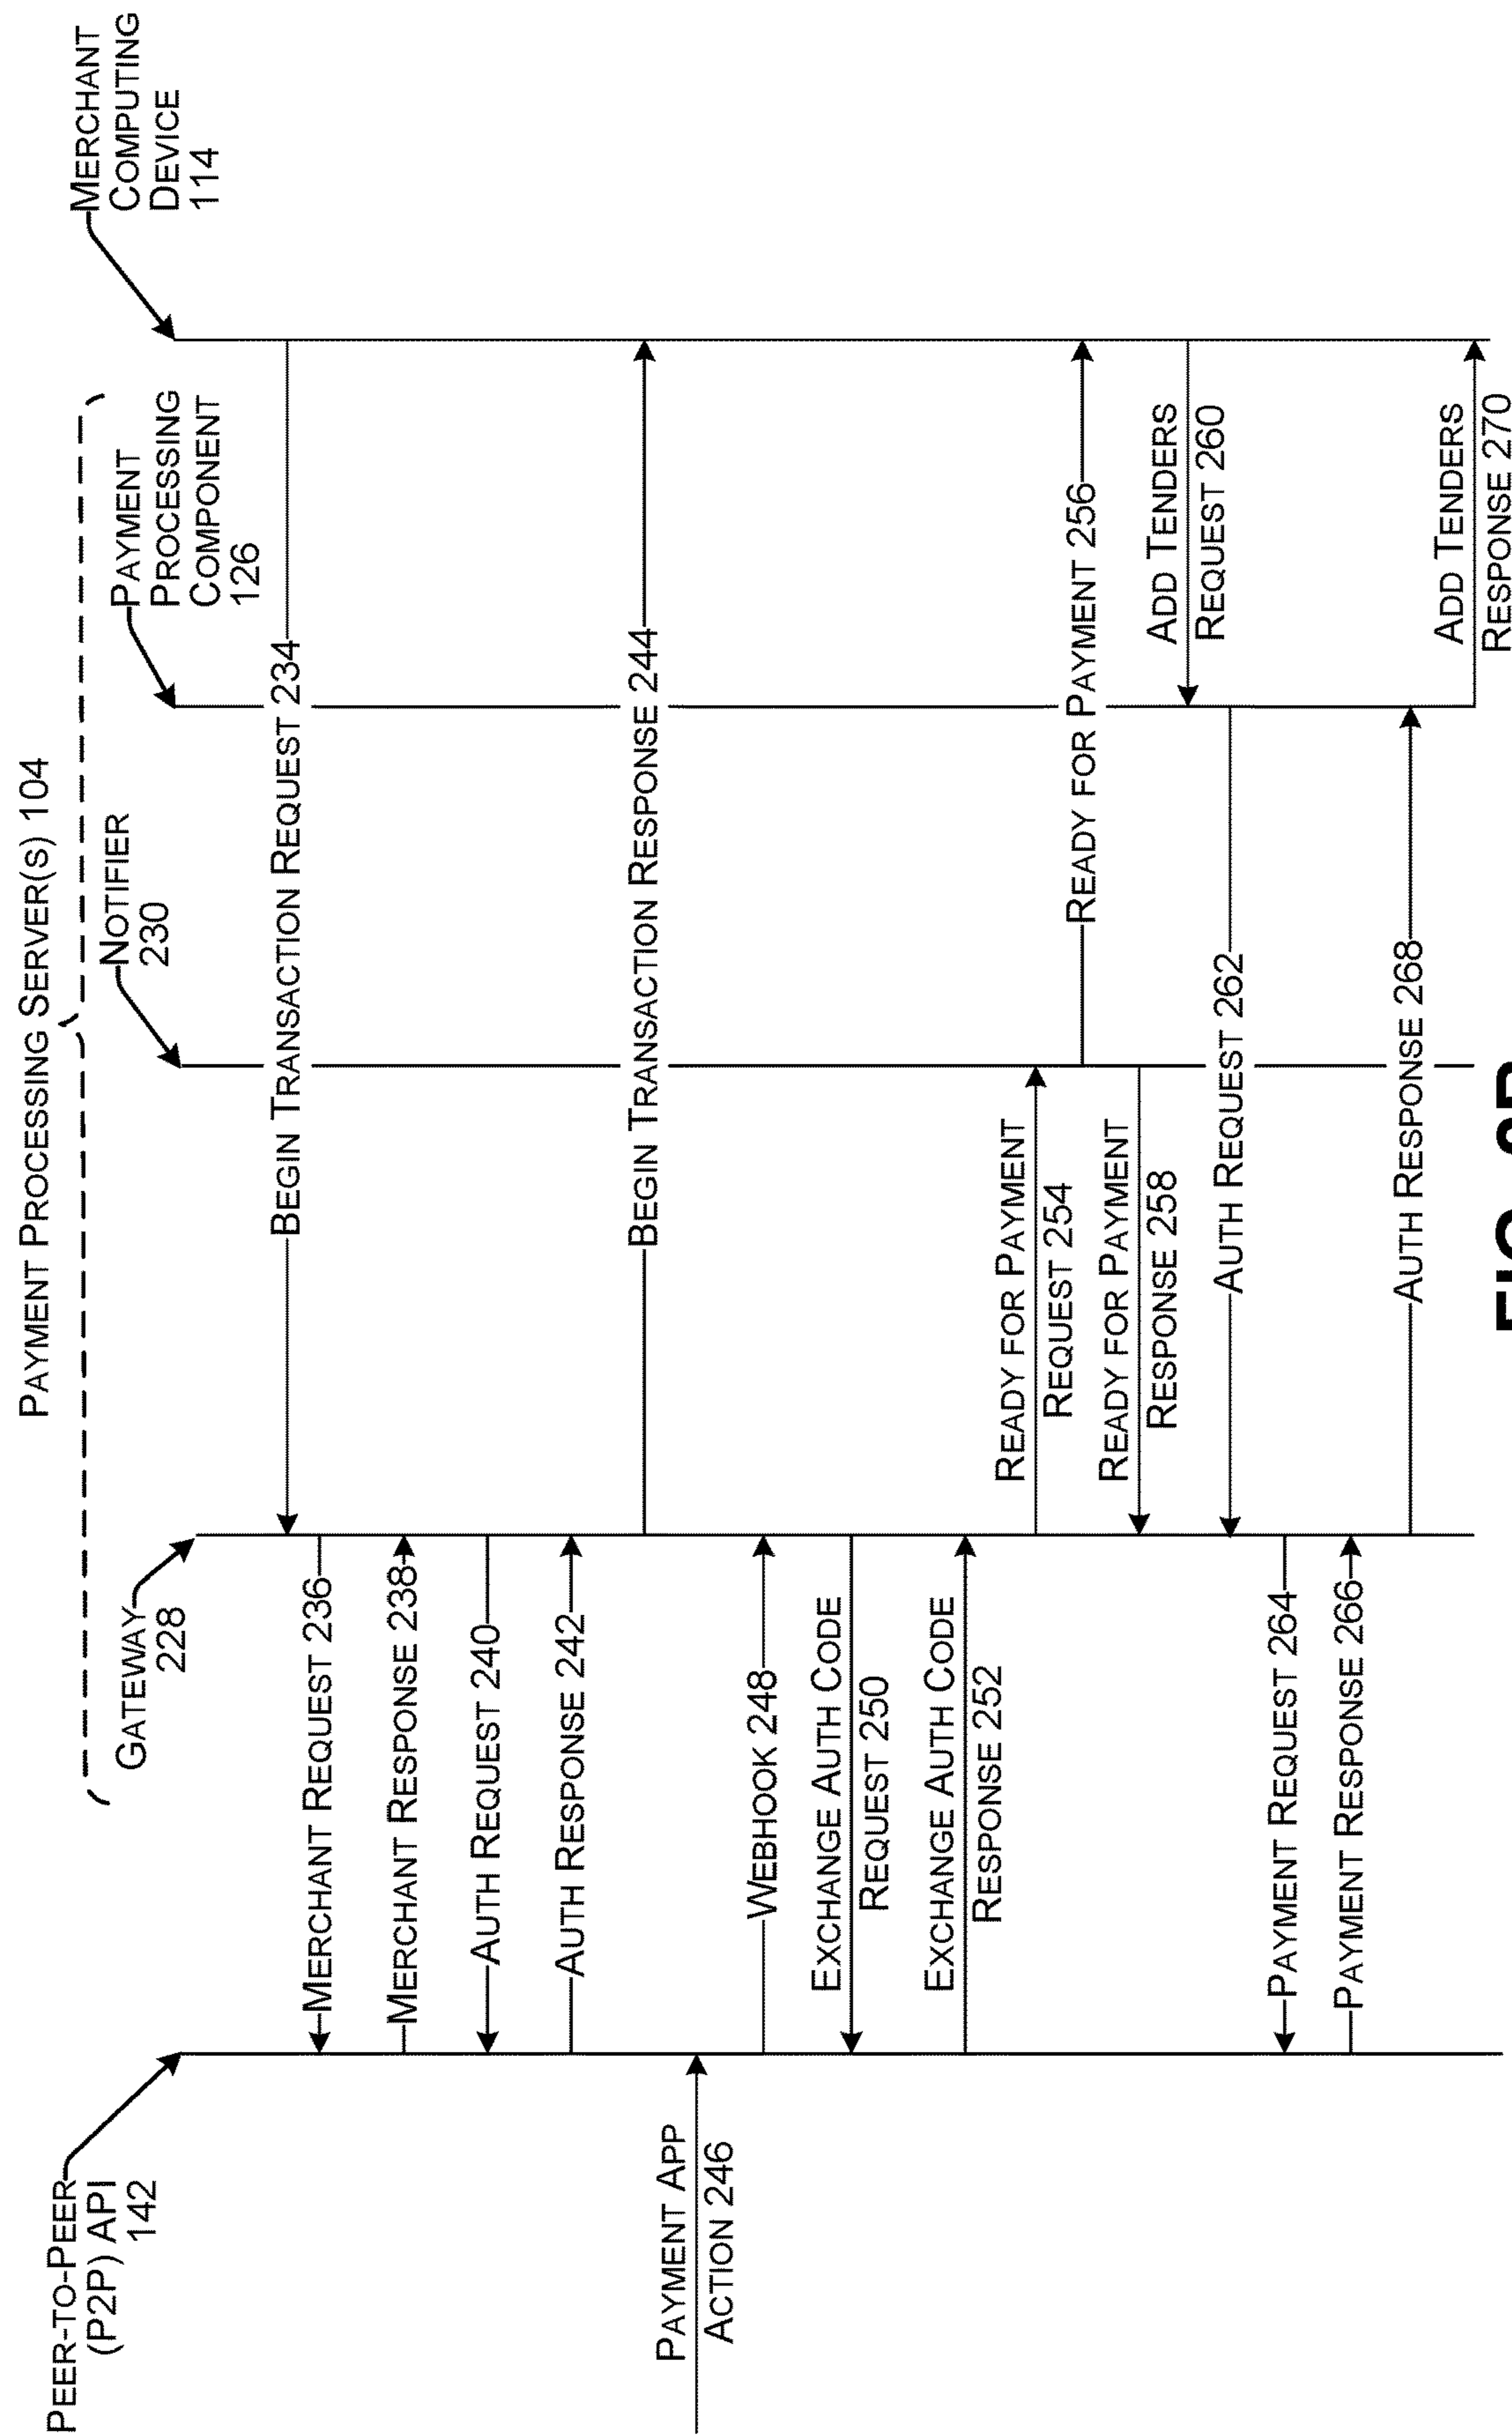 PAYMENT PROCESSING SERVER(S) 104
PEER-TO-PEER
(P2P) API
142
GATEWAY
228
NOTIFIER
230
PAYMENT
PROCESSING
COMPONENT
126
MERCHANT
COMPUTING
DEVICE
114
BEGIN TRANSACTION REQUEST 234
MERCHANT REQUEST 236
MERCHANT RESPONSE 238
AUTH REQUEST 240
AUTH RESPONSE 242
BEGIN TRANSACTION RESPONSE 244
PAYMENT APP
ACTION 246
WEBHOOK 248
EXCHANGE AUTH CODE
REQUEST 250
EXCHANGE AUTH CODE
RESPONSE 252
READY FOR PAYMENT
REQUEST 254
READY FOR PAYMENT 256
READY FOR PAYMENT
RESPONSE 258
ADD TENDERS
REQUEST 260
AUTH REQUEST 262
PAYMENT REQUEST 264
PAYMENT RESPONSE 266
AUTH RESPONSE 268
ADD TENDERS
RESPONSE 270